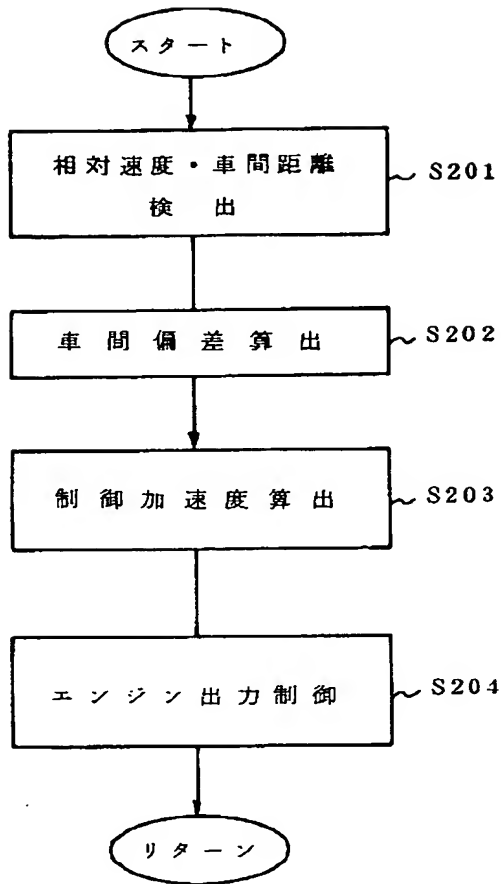 スタート
相対速度・車間距離
検出
S201
車間偏差算出
S202
制御加速度算出
S203
エンジン出力制御
S204
リターン